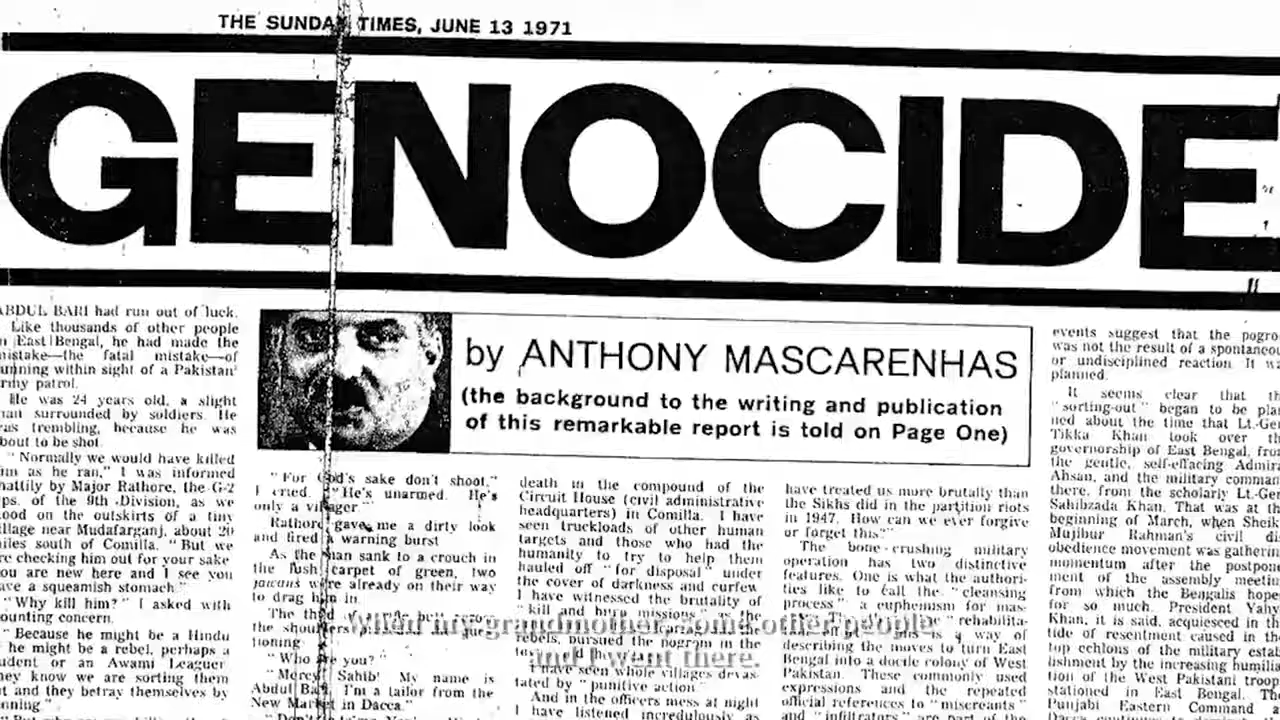 THE SUNDAY TIMES, JUNE 13 1971
GENOCIDE
ABDUL BARI had run out of luck.
Like thousands of other people
in East Bengal, he had made the
mistake—the fatal mistake—of
running within sight of a Pakistan
army patrol.
He was 24 years old, a slight
man surrounded by soldiers. He
was trembling, because he was
about to be shot.
"Normally we would have killed
him as he ran," I was informed
chattily by Major Rathore, the G-2
ops. of the 9th Division, as we
stood on the outskirts of a tiny
village near Mudafarganj, about 20
miles south of Comilla. "But we
are checking him out for your sake
You are new here and I see you
have a squeamish stomach"
"Why kill him?" I asked with
mounting concern.
"Because he might be a Hindu
he might be a rebel, perhaps a
student or an Awami Leaguer
They know we are sorting them
out and they betray themselves by
running."
by ANTHONY MASCARENHAS
(the background to the writing and publication
of this remarkable report is told on Page One)
"For God's sake don't shoot,"
I cried. "He's unarmed. He's
only a villager."
Rathore gave me a dirty look
and fired a warning burst
As the man sank to a crouch in
the lush carpet of green, two
jawans were already on their way
to drag him in.
The thud of a rifle butt across
the shoulders
tioning
"Who are you?"
"Mercy, Sahib! My name is
Abdul Bari. I'm a tailor from the
New Market in Dacca."
death in the compound of the
Circuit House (civil administrative
headquarters) in Comilla. I have
seen truckloads of other human
targets and those who had the
humanity to try to help them
hauled off "for disposal" under
the cover of darkness and curfew
I have witnessed the brutality of
"kill and burn missions"
rebels, pursued the pogrom in the
I have seen whole villages devas-
tated by "punitive action"
And in the officers mess at night
I have listened incredulously as
have treated us more brutally than
the Sikhs did in the partition riots
in 1947. How can we ever forgive
or forget this?"
The bone-crushing military
operation has two distinctive
features. One is what the authori-
ties like to call the "cleansing
process": a euphemism for mas-
"rehabilita-
is a way of
describing the moves to turn East
Bengal into a docile colony of West
Pakistan. These commonly used
expressions and the repeated
official references to "miscreants"
and "infiltrators" are part of the
events suggest that the pogrom
was not the result of a spontaneous
or undisciplined reaction. It was
planned.
It seems clear that the
"sorting-out" began to be plan-
ned about the time that Lt.-Gen
Tikka Khan took over the
governorship of East Bengal, from
the gentle, self-effacing Admiral
Ahsan, and the military command
there, from the scholarly Lt.-Gen
Sahibzada Khan. That was at the
beginning of March, when Sheikh
Mujibur Rahman's civil dis-
obedience movement was gathering
momentum after the postpone-
ment of the assembly meeting
from which the Bengalis hoped
for so much. President Yahya
Khan, it is said, acquiesced in the
tide of resentment caused in the
top echelons of the military estab-
lishment by the increasing humilia-
tion of the West Pakistani troops
stationed in East Bengal. The
Punjabi Eastern Command at
When my grandmother, some other people
and I went there.